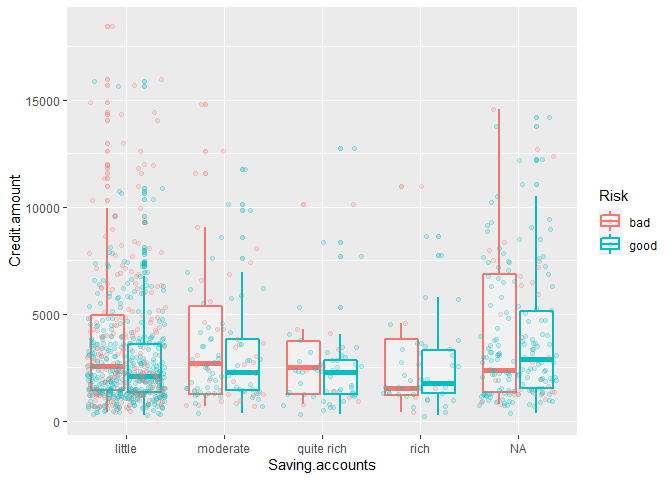 15000
10000
5000
0
Credit.amount
little moderate quite rich rich NA
Saving.accounts
Risk
bad
good